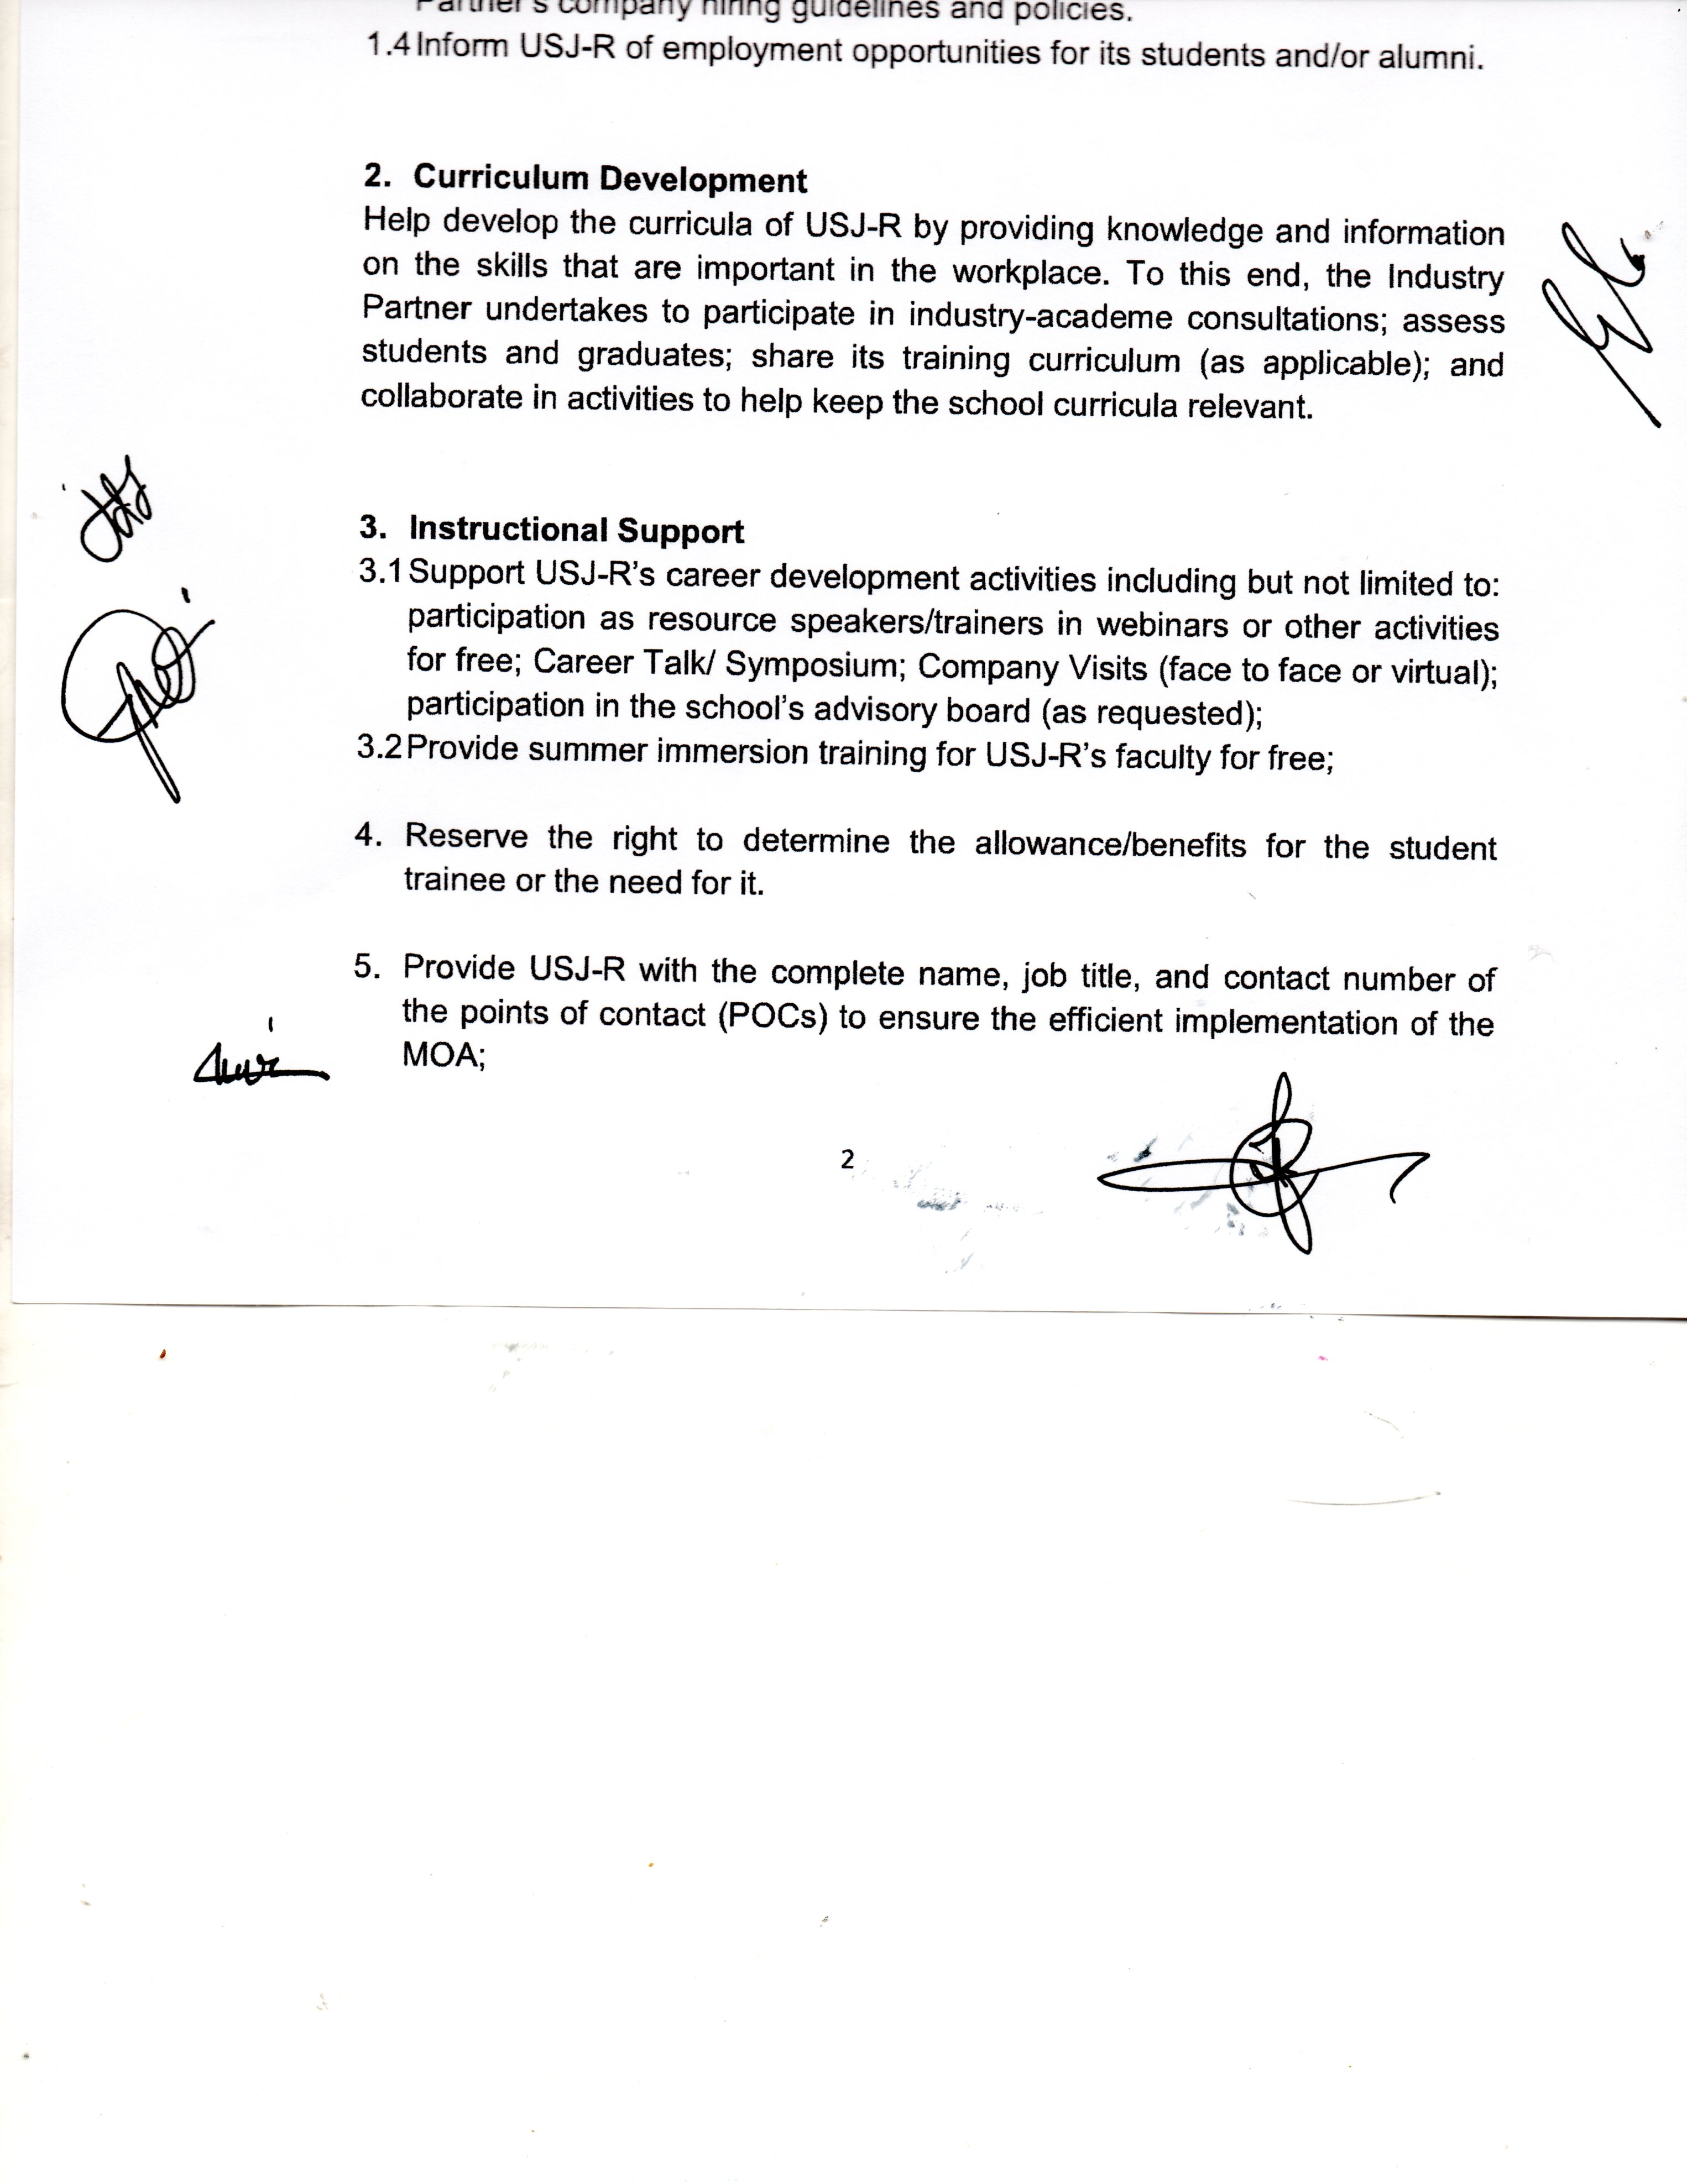 Partner's company hiring guidelines and policies.
1.4 Inform USJ-R of employment opportunities for its students and/or alumni.
2. Curriculum Development
Help develop the curricula of USJ-R by providing knowledge and information
on the skills that are important in the workplace. To this end, the Industry
Partner undertakes to participate in industry-academe consultations; assess
students and graduates; share its training curriculum (as applicable); and
collaborate in activities to help keep the school curricula relevant.
3. Instructional Support
3.1 Support USJ-R's career development activities including but not limited to:
participation as resource speakers/trainers in webinars or other activities
for free; Career Talk/ Symposium; Company Visits (face to face or virtual);
participation in the school's advisory board (as requested);
3.2 Provide summer immersion training for USJ-R's faculty for free;
4. Reserve the right to determine the allowance/benefits for the student
trainee or the need for it.
5. Provide USJ-R with the complete name, job title, and contact number of
the points of contact (POCs) to ensure the efficient implementation of the
MOA;
2